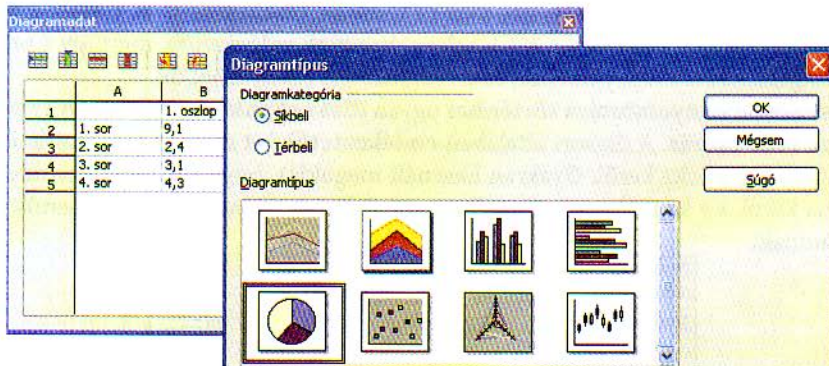 Diagramadat
A B
1 1. oszlop
2 1. sor 9,1
3 2. sor 2,4
4 3. sor 3,1
5 4. sor 4,3
Diagramtípus
Diagramkategória
Síkbeli
Térbeli
Diagramtípus
OK
Mégsem
Súgó